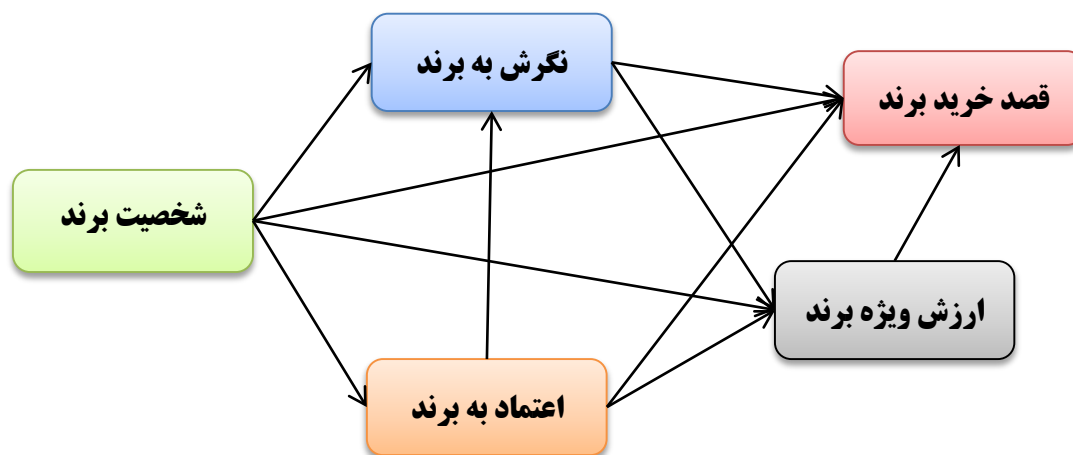 نگرش به برند
قصد خرید برند
شخصیت برند
ارزش ویژه برند
اعتماد به برند